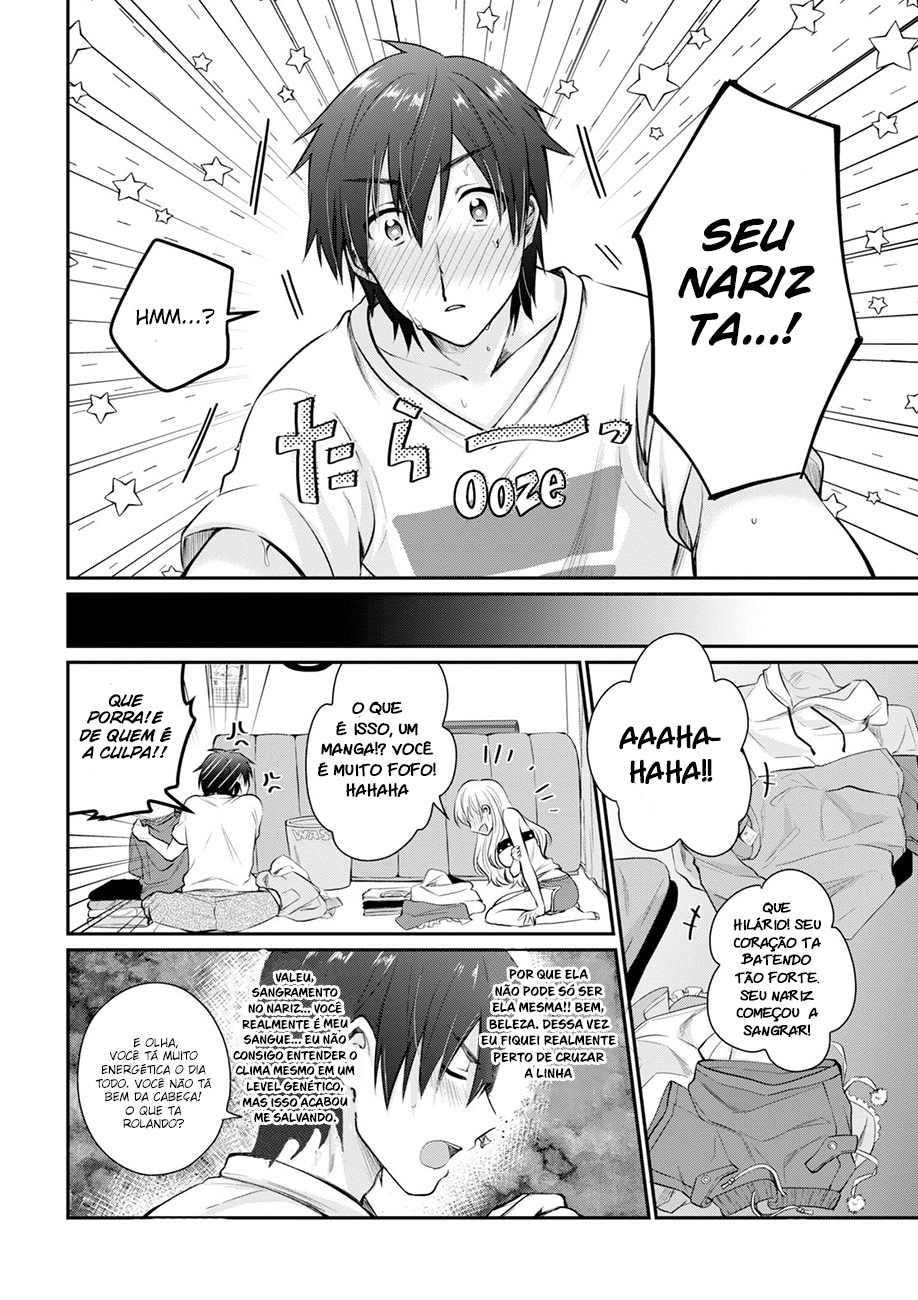 SEU
NARIZ
TA...!
HMM...?
たらーっ
Ooze
AAAHA-
HAHA!!
QUE
HILÁRIO! SEU
CORAÇÃO TA
BATENDO
TÃO FORTE.
SEU NARIZ
COMEÇOU A
SANGRAR!
O QUE
É ISSO, UM
MANGA!? VOCÊ
É MUITO FOFO!
HAHAHA
QUE
PORRA! E
DE QUEM É
A CULPA!!
WAS
POR QUE ELA
NÃO PODE SÓ SER
ELA MESMA!! BEM,
BELEZA. DESSA VEZ
EU FIQUEI REALMENTE
PERTO DE CRUZAR
A LINHA
VALEU,
SANGRAMENTO
NO NARIZ... VOCÊ
REALMENTE É MEU
SANGUE... EU NÃO
CONSIGO ENTENDER O
CLIMA MESMO EM UM
LEVEL GENÉTICO,
MAS ISSO ACABOU
ME SALVANDO.
E OLHA,
VOCÊ TÁ MUITO
ENERGÉTICA O DIA
TODO. VOCÊ NÃO TÁ
BEM DA CABEÇA!
O QUE TA
ROLANDO?